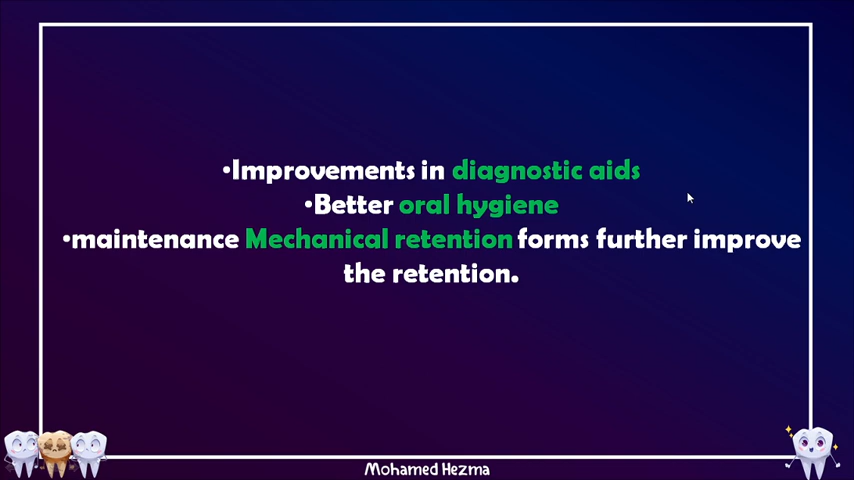 •Improvements in diagnostic aids
•Better oral hygiene
•maintenance Mechanical retention forms further improve
the retention.
Mohamed Hezma